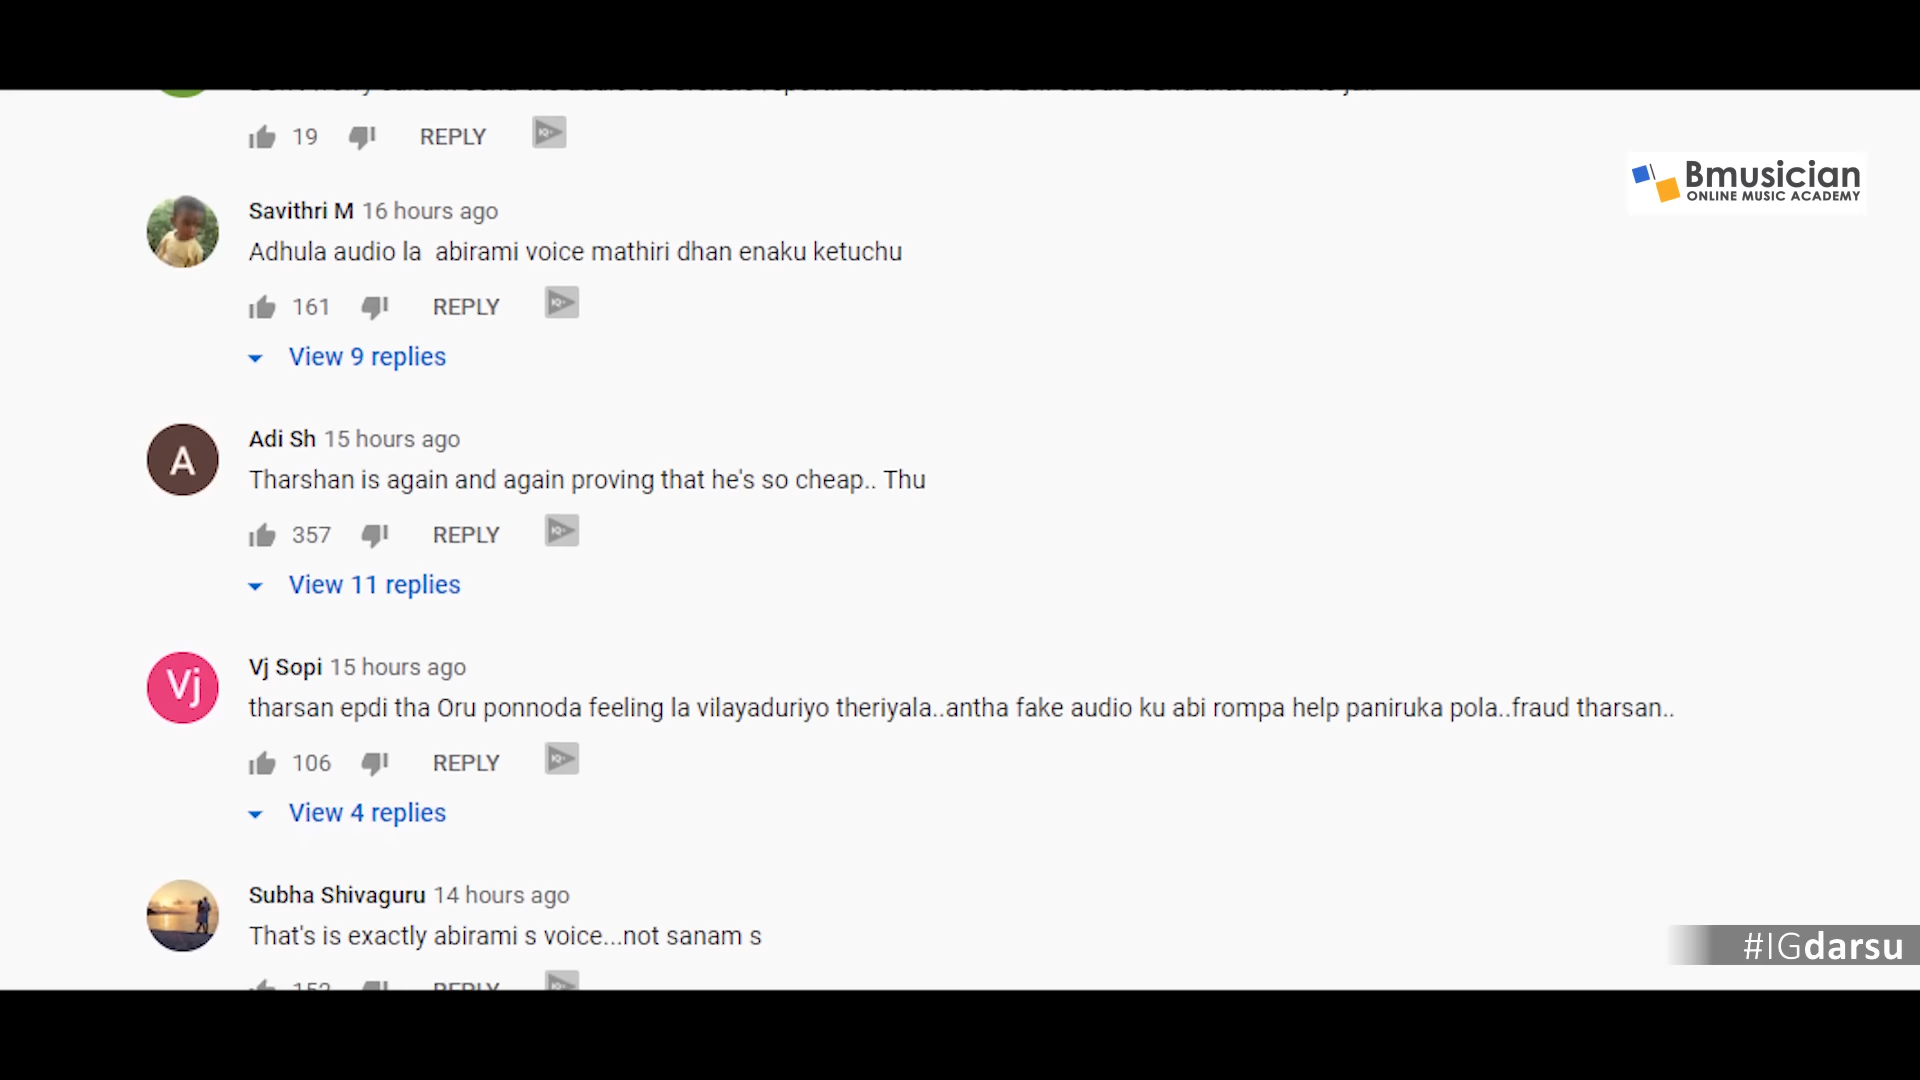 19 REPLY
Bmusician
ONLINE MUSIC ACADEMY
Savithri M 16 hours ago
Adhula audio la abirami voice mathiri dhan enaku ketuchu
161 REPLY
View 9 replies
A
Adi Sh 15 hours ago
Tharshan is again and again proving that he's so cheap.. Thu
357 REPLY
View 11 replies
Vj
Vj Sopi 15 hours ago
tharsan epdi tha Oru ponnoda feeling la vilayaduriyo theriyala..antha fake audio ku abi rompa help paniruka pola..fraud tharsan..
106 REPLY
View 4 replies
Subha Shivaguru 14 hours ago
That's is exactly abirami s voice...not sanam s
#IGdarsu
REPLY